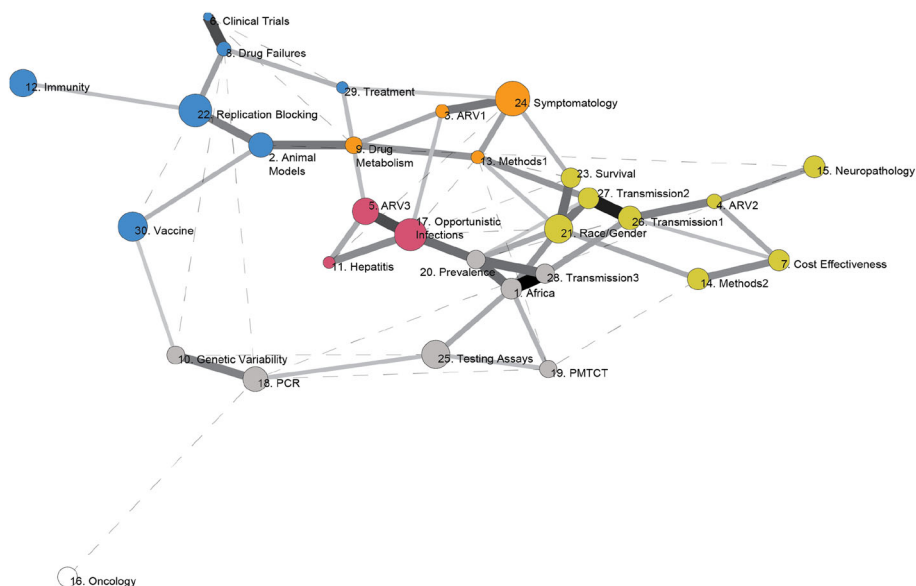 6. Clinical Trials
8. Drug Failures
12. Immunity
29. Treatment
24. Symptomatology
22. Replication Blocking
3. ARV1
2. Animal
Models
9. Drug
Metabolism
13. Methods1
15. Neuropathology
23. Survival
27. Transmission2
5. ARV3
4. ARV2
30. Vaccine
17. Opportunistic
Infections
26. Transmission1
21. Race/Gender
11. Hepatitis
20. Prevalence
28. Transmission3
7. Cost Effectiveness
14. Methods2
1. Africa
10. Genetic Variability
25. Testing Assays
18. PCR
19. PMTCT
16. Oncology